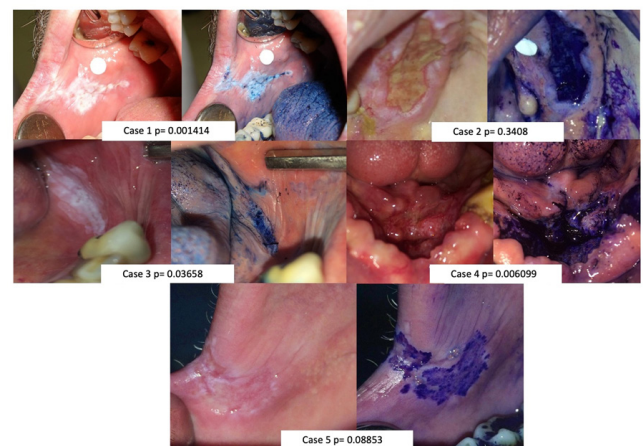 Case 1 p= 0.001414
Case 2 p= 0.3408
Case 3 p= 0.03658
Case 4 p= 0.006099
Case 5 p= 0.08853